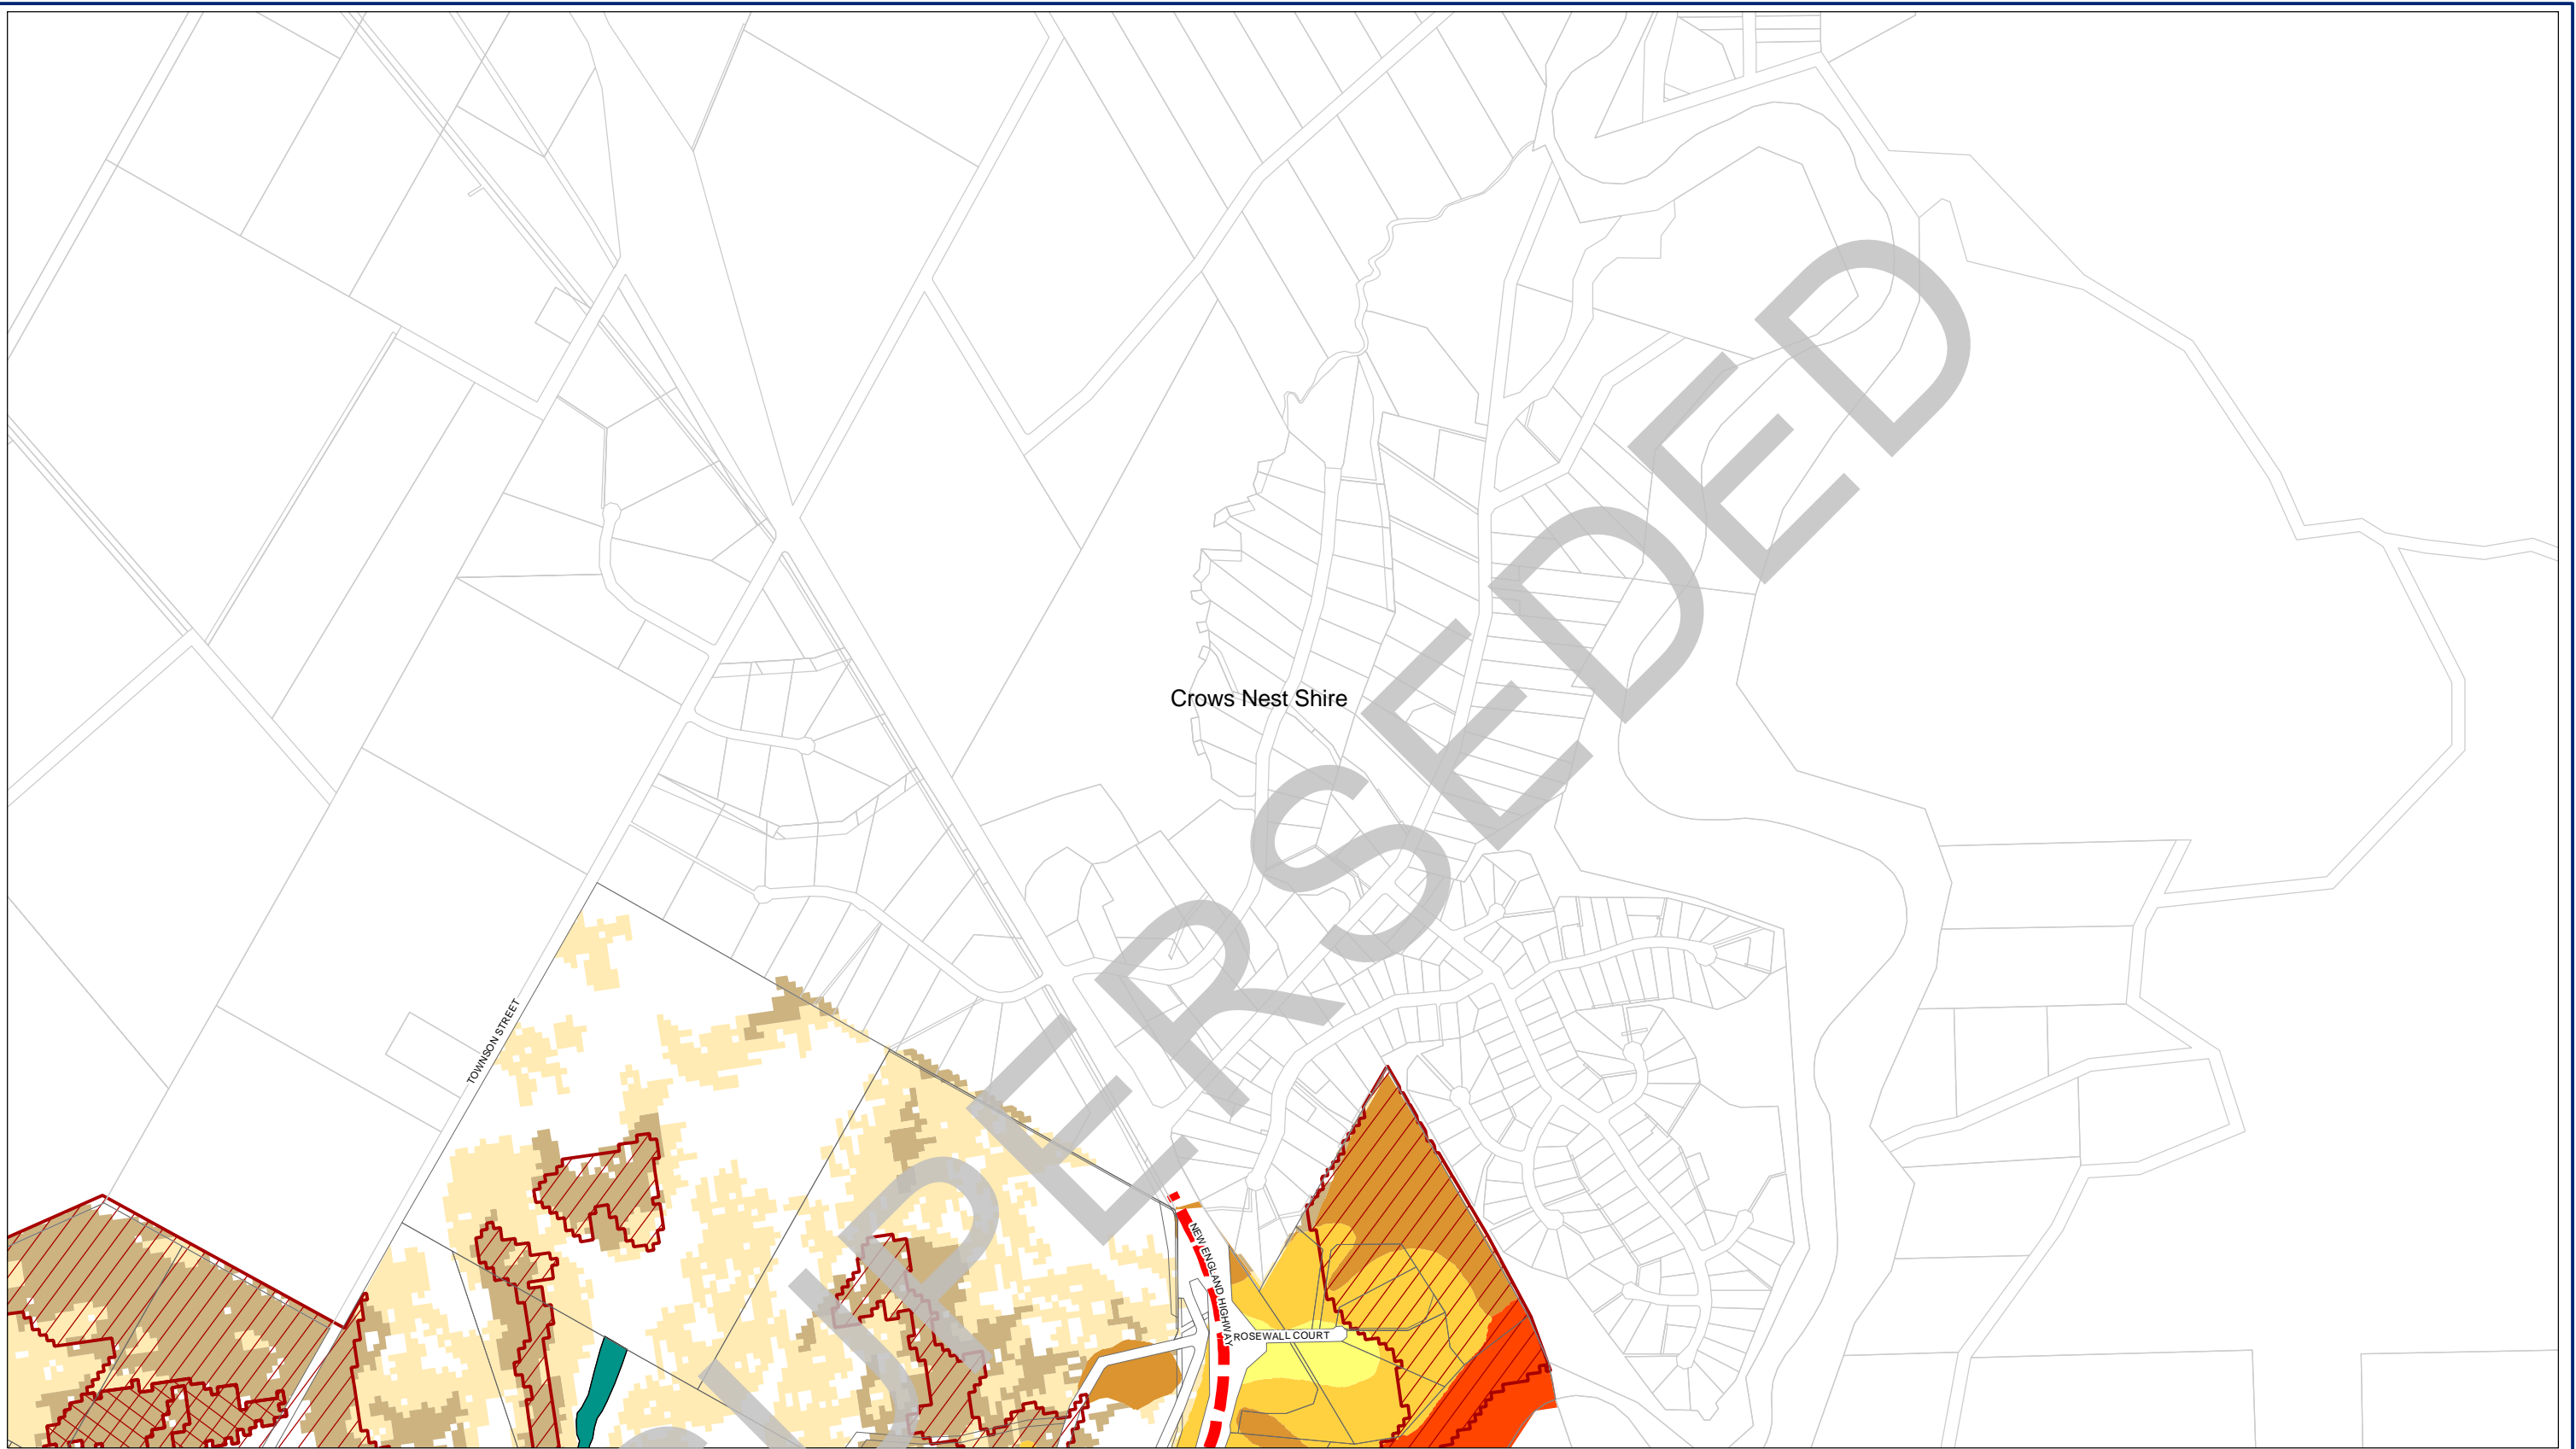 Crows Nest Shire
TOWNSON STREET
NEW ENGLAND HIGHWAY
ROSEWALL COURT
SUPERSEDED